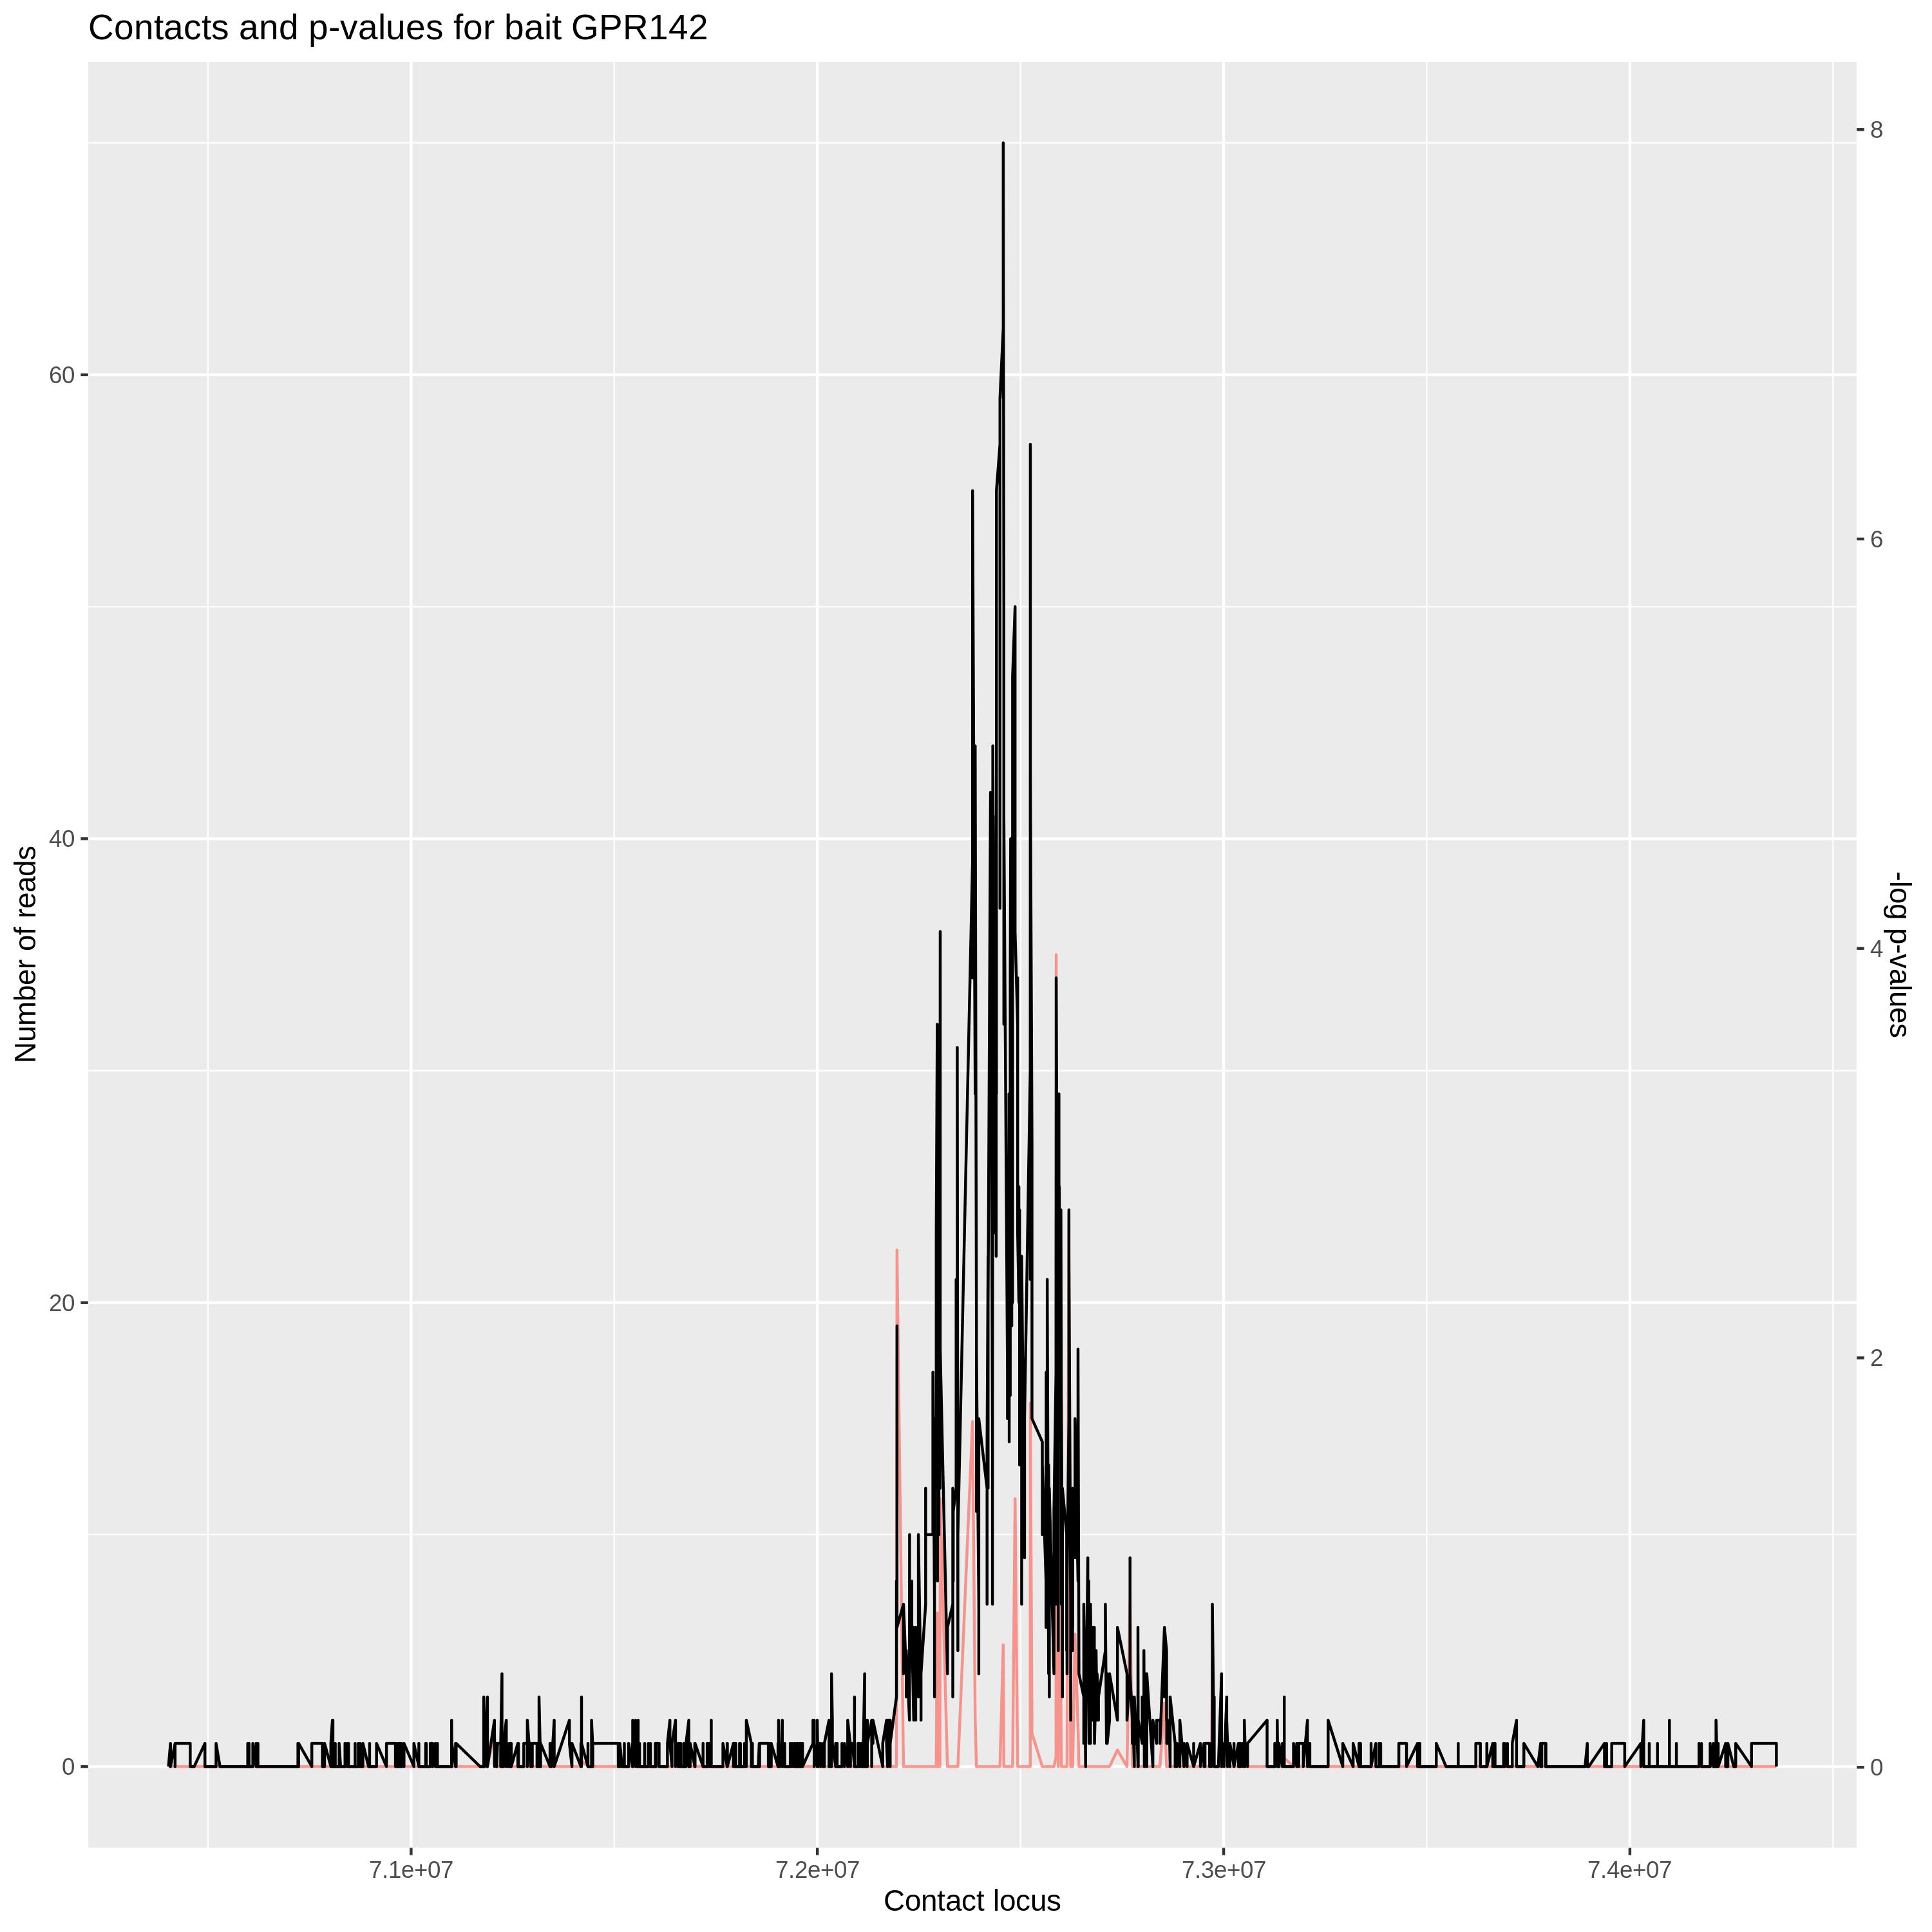 Contacts and p-values for bait GPR142
Number of reads
60
40
20
0
8
6
4
2
0
-log p-values
7.1e+07
7.2e+07
7.3e+07
7.4e+07
Contact locus